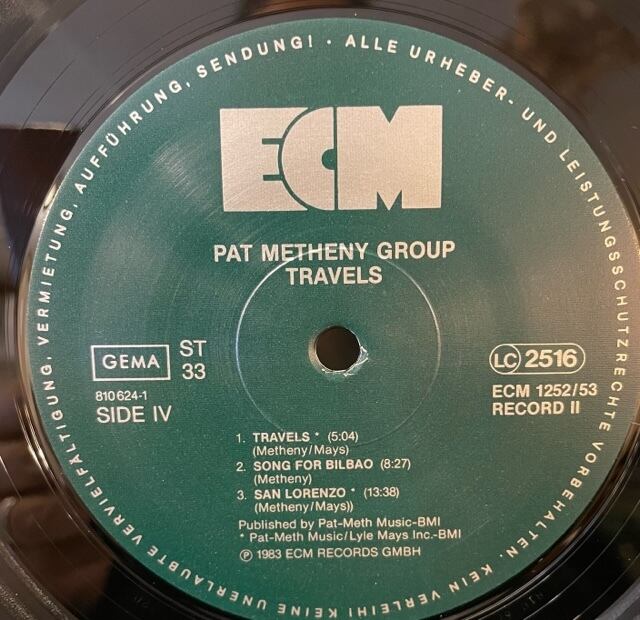 ALLE URHEBER- UND LEISTUNGSSCHUTZRECHTE VORBEHALTEN. KEIN VERLEIH! KEINE UNERLAUBTE VERVIELFÄLTIGUNG, VERMIETUNG, AUFFÜHRUNG, SENDUNG! ·
ECM
PAT METHENY GROUP
TRAVELS
GEMA
ST
33
LC 2516
810 624-1
SIDE IV
ECM 1252/53
RECORD II
1. TRAVELS * (5:04)
(Metheny/Mays)
2. SONG FOR BILBAO (8:27)
(Metheny)
3. SAN LORENZO * (13:38)
(Metheny/Mays))
Published by Pat-Meth Music-BMI
* Pat-Meth Music/Lyle Mays Inc.-BMI
Ⓟ 1983 ECM RECORDS GMBH